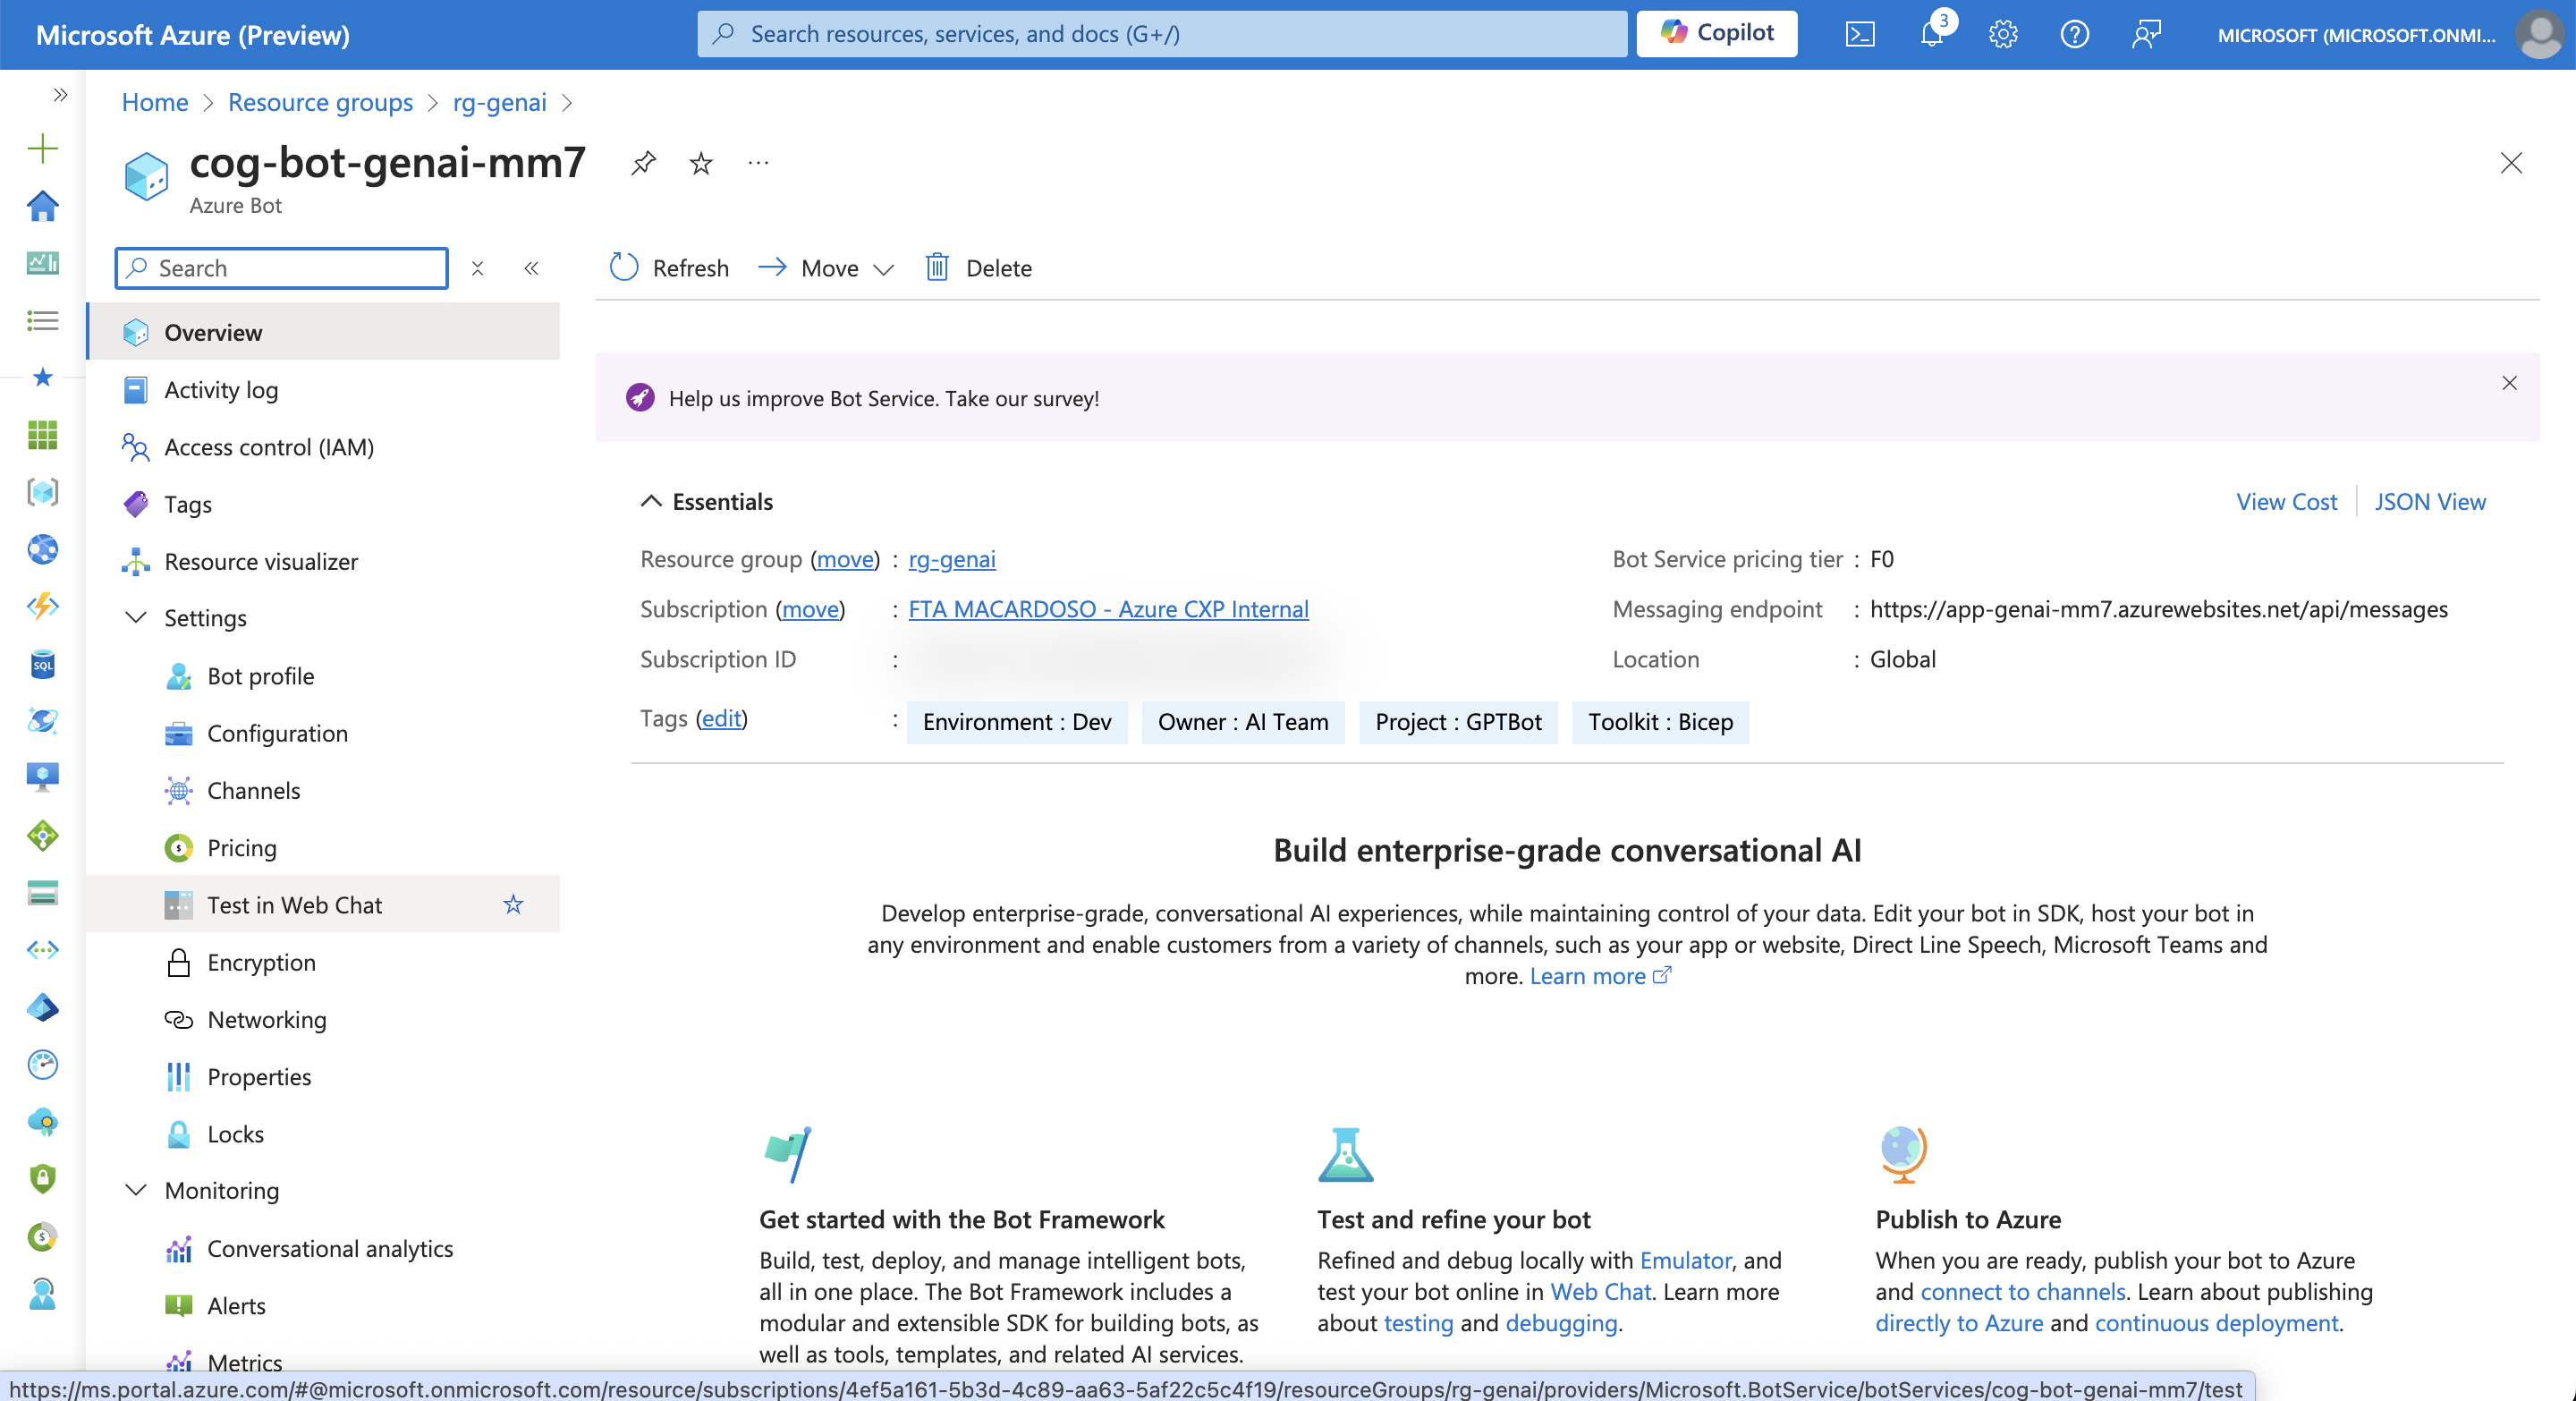 Microsoft Azure (Preview)
Search resources, services, and docs (G+/)
Copilot
3
MICROSOFT (MICROSOFT.ONMI...
Home > Resource groups > rg-genai >
cog-bot-genai-mm7
Azure Bot
Search
Refresh
Move
Delete
Overview
Activity log
Access control (IAM)
Tags
Resource visualizer
Settings
Bot profile
Configuration
Channels
Pricing
Test in Web Chat
Encryption
Networking
Properties
Locks
Monitoring
Conversational analytics
Alerts
Metrics
SQL
Help us improve Bot Service. Take our survey!
Essentials
View Cost
JSON View
Resource group (move) : rg-genai
Subscription (move) : FTA MACARDOSO - Azure CXP Internal
Subscription ID :
Bot Service pricing tier : F0
Messaging endpoint : https://app-genai-mm7.azurewebsites.net/api/messages
Location : Global
Tags (edit) : Environment : Dev Owner : AI Team Project : GPTBot Toolkit : Bicep
Build enterprise-grade conversational AI
Develop enterprise-grade, conversational AI experiences, while maintaining control of your data. Edit your bot in SDK, host your bot in
any environment and enable customers from a variety of channels, such as your app or website, Direct Line Speech, Microsoft Teams and
more. Learn more
Get started with the Bot Framework
Build, test, deploy, and manage intelligent bots,
all in one place. The Bot Framework includes a
modular and extensible SDK for building bots, as
well as tools, templates, and related AI services.
Test and refine your bot
Refined and debug locally with Emulator, and
test your bot online in Web Chat. Learn more
about testing and debugging.
Publish to Azure
When you are ready, publish your bot to Azure
and connect to channels. Learn about publishing
directly to Azure and continuous deployment.
https://ms.portal.azure.com/#@microsoft.onmicrosoft.com/resource/subscriptions/4ef5a161-5b3d-4c89-aa63-5af22c5c4f19/resourceGroups/rg-genai/providers/Microsoft.BotService/botServices/cog-bot-genai-mm7/test